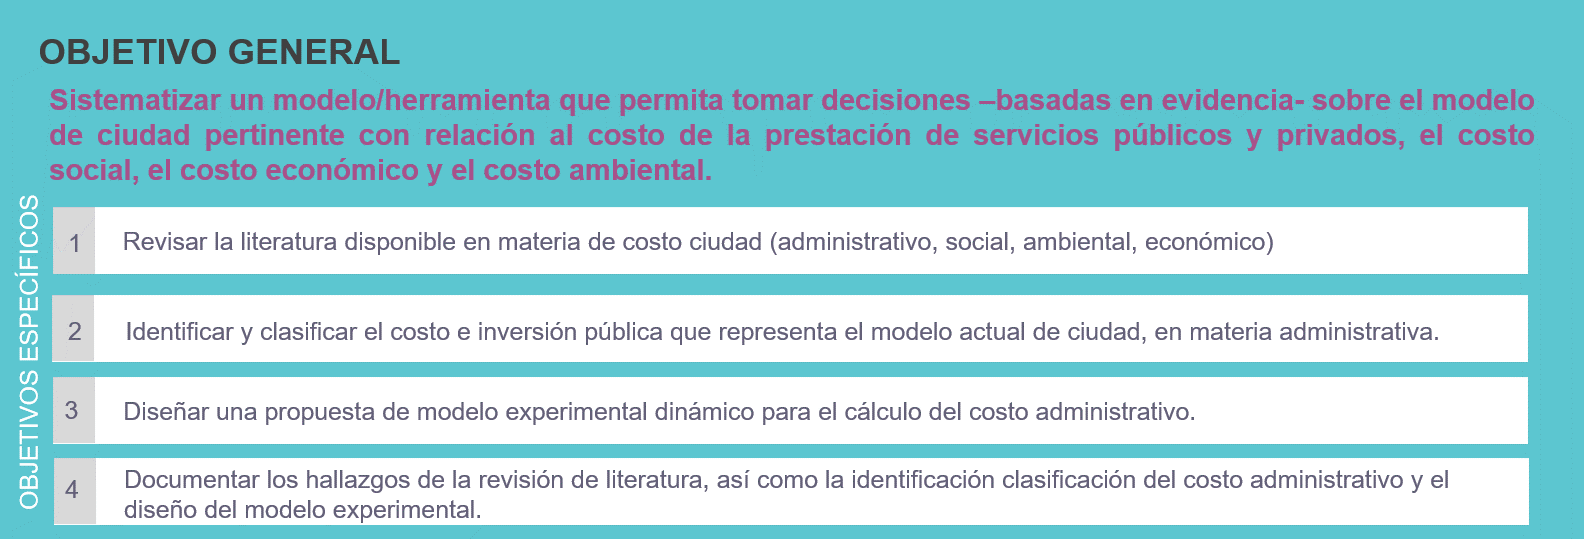 OBJETIVO GENERAL
Sistematizar un modelo/herramienta que permita tomar decisiones –basadas en evidencia- sobre el modelo
de ciudad pertinente con relación al costo de la prestación de servicios públicos y privados, el costo
social, el costo económico y el costo ambiental.
OBJETIVOS ESPECÍFICOS
1
Revisar la literatura disponible en materia de costo ciudad (administrativo, social, ambiental, económico)
2
Identificar y clasificar el costo e inversión pública que representa el modelo actual de ciudad, en materia administrativa.
3
Diseñar una propuesta de modelo experimental dinámico para el cálculo del costo administrativo.
4
Documentar los hallazgos de la revisión de literatura, así como la identificación clasificación del costo administrativo y el
diseño del modelo experimental.